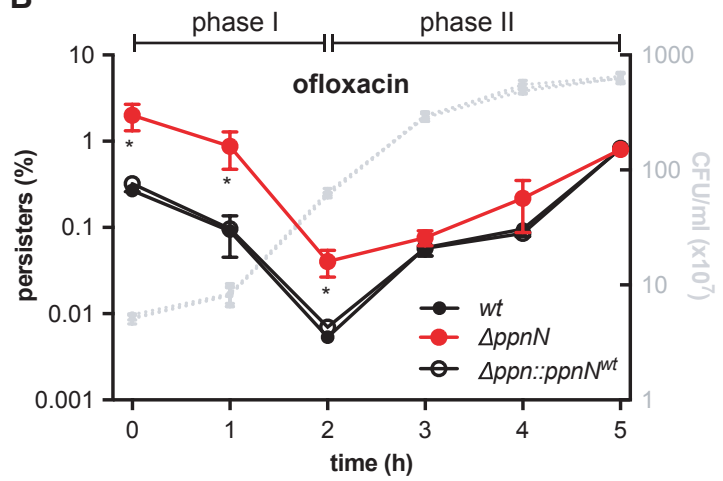 B
phase I phase II
ofloxacin
10
1
0.1
0.01
0.001
persisters (%)
1000
100
10
1
CFU/ml (x10⁷)
*
*
*
wt
ΔppnN
Δppn::ppnNʷᵗ
0 1 2 3 4 5
time (h)